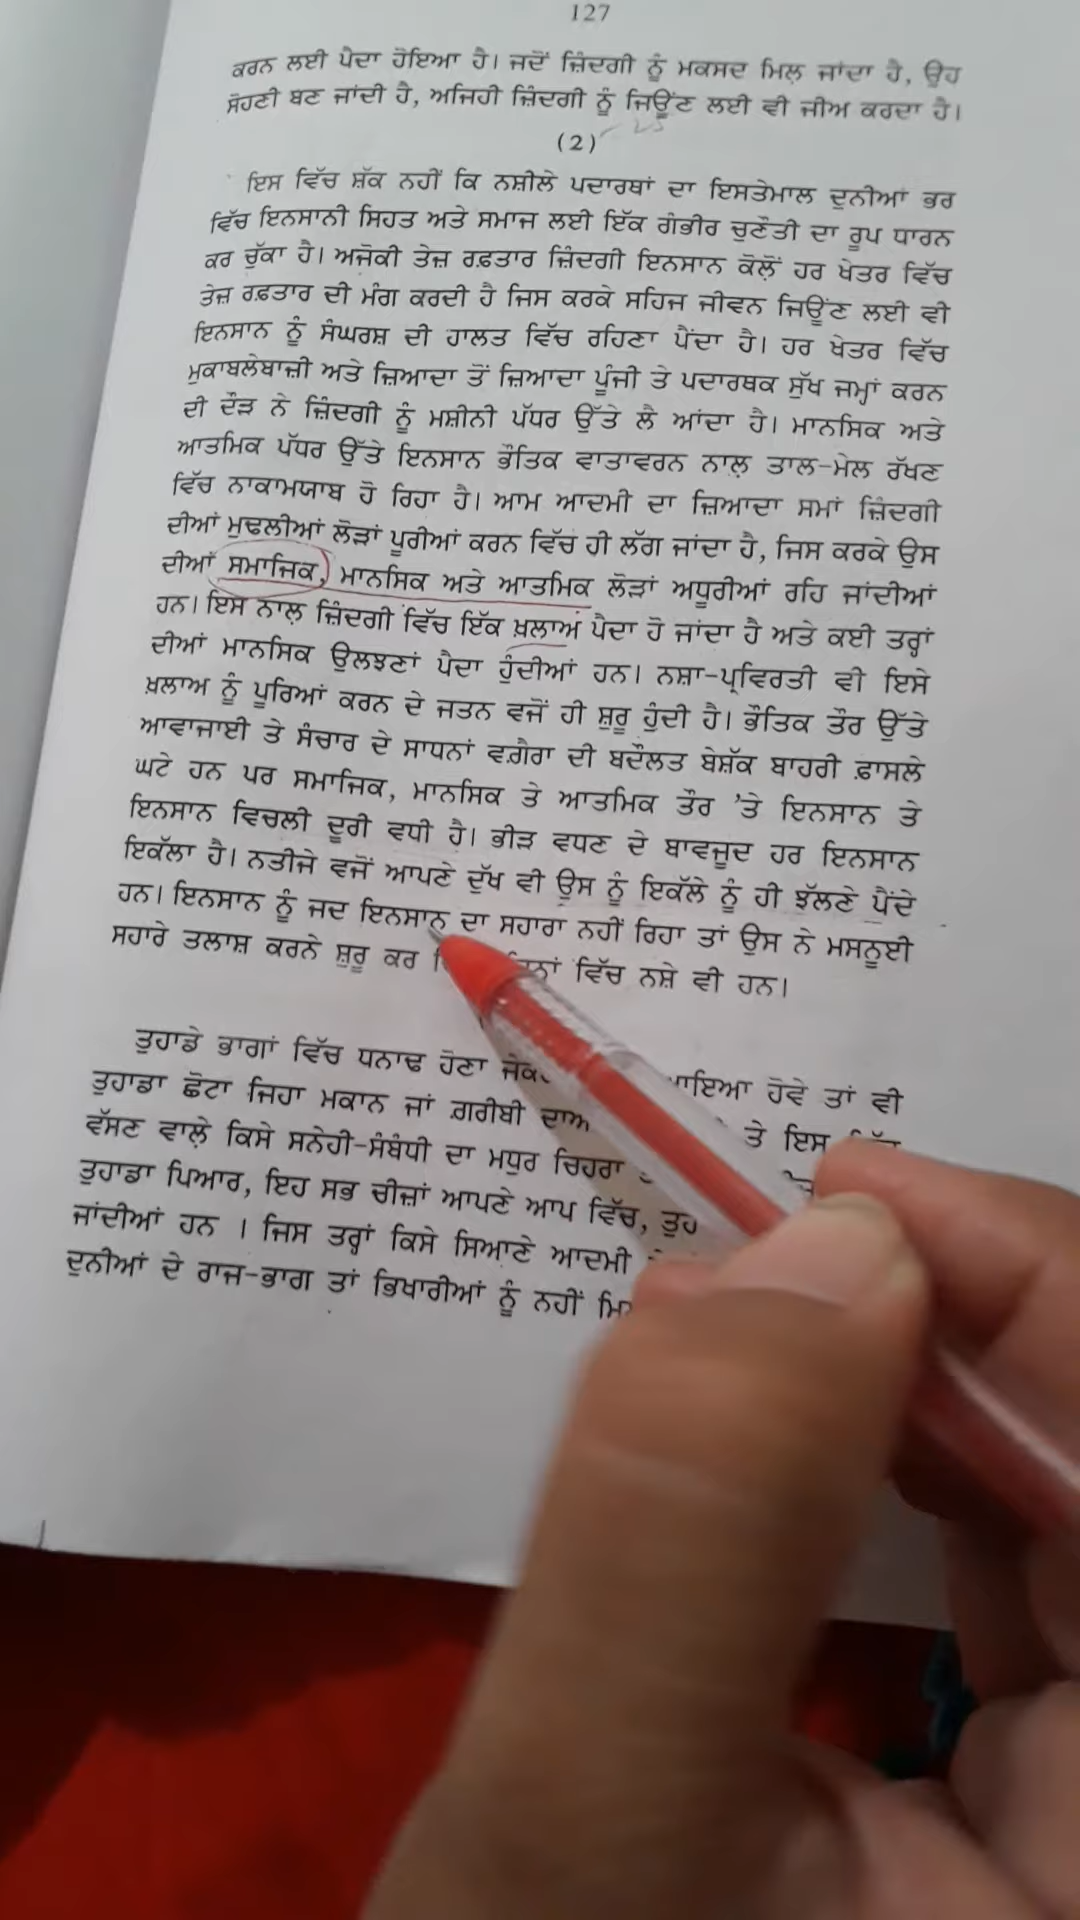 127
ਕਰਨ ਲਈ ਪੈਦਾ ਹੋਇਆ ਹੈ। ਜਦੋਂ ਜ਼ਿੰਦਗੀ ਨੂੰ ਮਕਸਦ ਮਿਲ਼ ਜਾਂਦਾ ਹੈ, ਉਹ
ਸੋਹਣੀ ਬਣ ਜਾਂਦੀ ਹੈ, ਅਜਿਹੀ ਜ਼ਿੰਦਗੀ ਨੂੰ ਜਿਊਂਣ ਲਈ ਵੀ ਜੀਅ ਕਰਦਾ ਹੈ।
(2)
ਇਸ ਵਿੱਚ ਸ਼ੱਕ ਨਹੀਂ ਕਿ ਨਸ਼ੀਲੇ ਪਦਾਰਥਾਂ ਦਾ ਇਸਤੇਮਾਲ ਦੁਨੀਆਂ ਭਰ
ਵਿੱਚ ਇਨਸਾਨੀ ਸਿਹਤ ਅਤੇ ਸਮਾਜ ਲਈ ਇੱਕ ਗੰਭੀਰ ਚੁਣੌਤੀ ਦਾ ਰੂਪ ਧਾਰਨ
ਕਰ ਚੁੱਕਾ ਹੈ। ਅਜੋਕੀ ਤੇਜ਼ ਰਫ਼ਤਾਰ ਜ਼ਿੰਦਗੀ ਇਨਸਾਨ ਕੋਲ਼ੋਂ ਹਰ ਖੇਤਰ ਵਿੱਚ
ਤੇਜ਼ ਰਫ਼ਤਾਰ ਦੀ ਮੰਗ ਕਰਦੀ ਹੈ ਜਿਸ ਕਰਕੇ ਸਹਿਜ ਜੀਵਨ ਜਿਊਂਣ ਲਈ ਵੀ
ਇਨਸਾਨ ਨੂੰ ਸੰਘਰਸ਼ ਦੀ ਹਾਲਤ ਵਿੱਚ ਰਹਿਣਾ ਪੈਂਦਾ ਹੈ। ਹਰ ਖੇਤਰ ਵਿੱਚ
ਮੁਕਾਬਲੇਬਾਜ਼ੀ ਅਤੇ ਜ਼ਿਆਦਾ ਤੋਂ ਜ਼ਿਆਦਾ ਪੂੰਜੀ ਤੇ ਪਦਾਰਥਕ ਸੁੱਖ ਜਮ੍ਹਾਂ ਕਰਨ
ਦੀ ਦੌੜ ਨੇ ਜ਼ਿੰਦਗੀ ਨੂੰ ਮਸ਼ੀਨੀ ਪੱਧਰ ਉੱਤੇ ਲੈ ਆਂਦਾ ਹੈ। ਮਾਨਸਿਕ ਅਤੇ
ਆਤਮਿਕ ਪੱਧਰ ਉੱਤੇ ਇਨਸਾਨ ਭੌਤਿਕ ਵਾਤਾਵਰਨ ਨਾਲ਼ ਤਾਲ-ਮੇਲ ਰੱਖਣ
ਵਿੱਚ ਨਾਕਾਮਯਾਬ ਹੋ ਰਿਹਾ ਹੈ। ਆਮ ਆਦਮੀ ਦਾ ਜ਼ਿਆਦਾ ਸਮਾਂ ਜ਼ਿੰਦਗੀ
ਦੀਆਂ ਮੁਢਲੀਆਂ ਲੋੜਾਂ ਪੂਰੀਆਂ ਕਰਨ ਵਿੱਚ ਹੀ ਲੱਗ ਜਾਂਦਾ ਹੈ, ਜਿਸ ਕਰਕੇ ਉਸ
ਦੀਆਂ ਸਮਾਜਿਕ, ਮਾਨਸਿਕ ਅਤੇ ਆਤਮਿਕ ਲੋੜਾਂ ਅਧੂਰੀਆਂ ਰਹਿ ਜਾਂਦੀਆਂ
ਹਨ। ਇਸ ਨਾਲ਼ ਜ਼ਿੰਦਗੀ ਵਿੱਚ ਇੱਕ ਖ਼ਲਾਅ ਪੈਦਾ ਹੋ ਜਾਂਦਾ ਹੈ ਅਤੇ ਕਈ ਤਰ੍ਹਾਂ
ਦੀਆਂ ਮਾਨਸਿਕ ਉਲਝਣਾਂ ਪੈਦਾ ਹੁੰਦੀਆਂ ਹਨ। ਨਸ਼ਾ-ਪ੍ਰਵਿਰਤੀ ਵੀ ਇਸੇ
ਖ਼ਲਾਅ ਨੂੰ ਪੂਰਿਆਂ ਕਰਨ ਦੇ ਜਤਨ ਵਜੋਂ ਹੀ ਸ਼ੁਰੂ ਹੁੰਦੀ ਹੈ। ਭੌਤਿਕ ਤੌਰ ਉੱਤੇ
ਆਵਾਜਾਈ ਤੇ ਸੰਚਾਰ ਦੇ ਸਾਧਨਾਂ ਵਗ਼ੈਰਾ ਦੀ ਬਦੌਲਤ ਬੇਸ਼ੱਕ ਬਾਹਰੀ ਫ਼ਾਸਲੇ
ਘਟੇ ਹਨ ਪਰ ਸਮਾਜਿਕ, ਮਾਨਸਿਕ ਤੇ ਆਤਮਿਕ ਤੌਰ ’ਤੇ ਇਨਸਾਨ ਤੇ
ਇਨਸਾਨ ਵਿਚਲੀ ਦੂਰੀ ਵਧੀ ਹੈ। ਭੀੜ ਵਧਣ ਦੇ ਬਾਵਜੂਦ ਹਰ ਇਨਸਾਨ
ਇਕੱਲਾ ਹੈ। ਨਤੀਜੇ ਵਜੋਂ ਆਪਣੇ ਦੁੱਖ ਵੀ ਉਸ ਨੂੰ ਇਕੱਲੇ ਨੂੰ ਹੀ ਝੱਲਣੇ ਪੈਂਦੇ
ਹਨ। ਇਨਸਾਨ ਨੂੰ ਜਦ ਇਨਸਾਨ ਦਾ ਸਹਾਰਾ ਨਹੀਂ ਰਿਹਾ ਤਾਂ ਉਸ ਨੇ ਮਸਨੂਈ
ਸਹਾਰੇ ਤਲਾਸ਼ ਕਰਨੇ ਸ਼ੁਰੂ ਕਰ ਵਿੱਚ ਨਸ਼ੇ ਵੀ ਹਨ।
ਤੁਹਾਡੇ ਭਾਗਾਂ ਵਿੱਚ ਧਨਾਢ ਹੋਣਾ ਹੋਵੇ ਤਾਂ ਵੀ
ਤੁਹਾਡਾ ਛੋਟਾ ਜਿਹਾ ਮਕਾਨ ਜਾਂ ਗ਼ਰੀਬੀ ਤੇ ਇਸ
ਵੱਸਣ ਵਾਲ਼ੇ ਕਿਸੇ ਸਨੇਹੀ-ਸੰਬੰਧੀ ਦਾ ਮਧੁਰ ਚਿਹਰਾ
ਤੁਹਾਡਾ ਪਿਆਰ, ਇਹ ਸਭ ਚੀਜ਼ਾਂ ਆਪਣੇ ਆਪ ਵਿੱਚ,
ਜਾਂਦੀਆਂ ਹਨ । ਜਿਸ ਤਰ੍ਹਾਂ ਕਿਸੇ ਸਿਆਣੇ ਆਦਮੀ
ਦੁਨੀਆਂ ਦੇ ਰਾਜ-ਭਾਗ ਤਾਂ ਭਿਖਾਰੀਆਂ ਨੂੰ ਨਹੀਂ